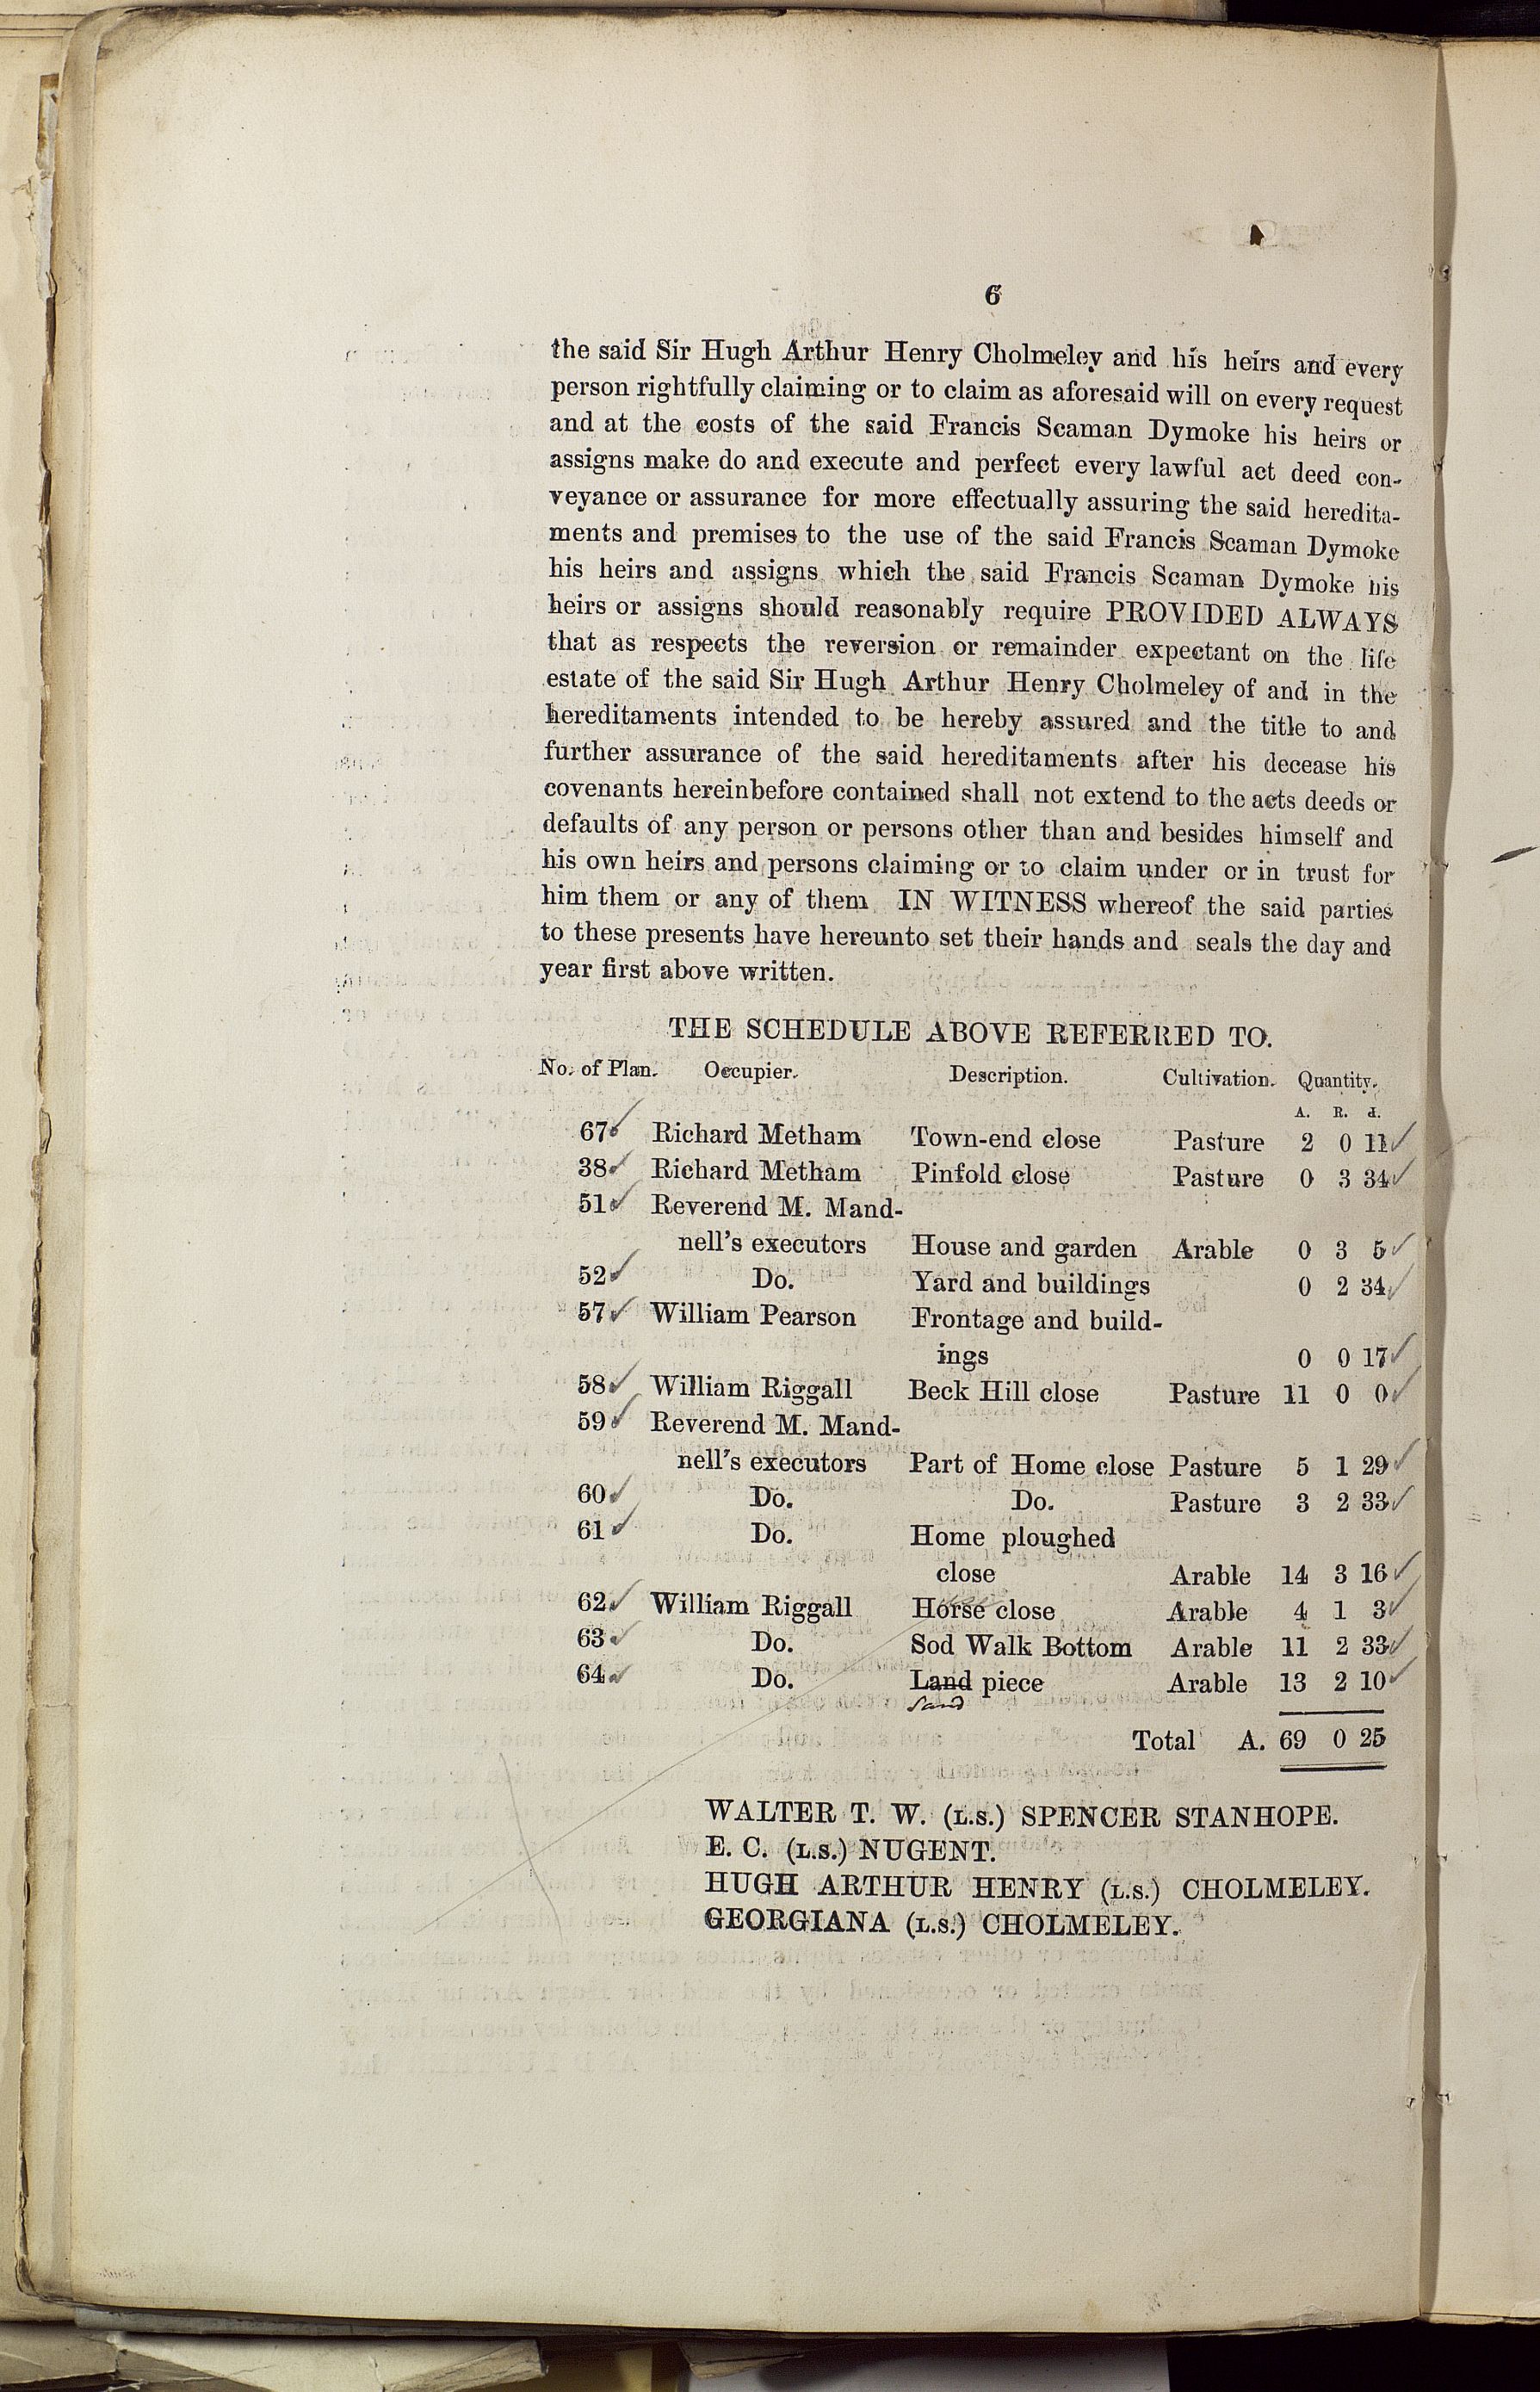 6
the said Sir Hugh Arthur Henry Cholmeley and his heirs and every
person rightfully claiming or to claim as aforesaid will on every request
and at the costs of the said Francis Scaman Dymoke his heirs or
assigns make do and execute and perfect every lawful act deed con-
veyance or assurance for more effectually assuring the said heredita-
ments and premises to the use of the said Francis Scaman Dymoke
his heirs and assigns which the said Francis Scaman Dymoke his
heirs or assigns should reasonably require PROVIDED ALWAYS
that as respects the reversion or remainder expectant on the life
estate of the said Sir Hugh Arthur Henry Cholmeley of and in the
hereditaments intended to be hereby assured and the title to and
further assurance of the said hereditaments after his decease his
covenants hereinbefore contained shall not extend to the acts deeds or
defaults of any person or persons other than and besides himself and
his own heirs and persons claiming or to claim under or in trust for
him them or any of them IN WITNESS whereof the said parties
to these presents have hereunto set their hands and seals the day and
year first above written.
THE SCHEDULE ABOVE REFERRED TO.
No. of Plan. Occupier. Description. Cultivation. Quantity.
A. R. d.
67 Richard Metham Town-end close Pasture 2 0 11
38 Richard Metham Pinfold close Pasture 0 3 34
51 Reverend M. Mand-
nell's executors House and garden Arable 0 3 5
52 Do. Yard and buildings 0 2 34
57 William Pearson Frontage and build-
ings 0 0 17
58 William Riggall Beck Hill close Pasture 11 0 0
59 Reverend M. Mand-
nell's executors Part of Home close Pasture 5 1 29
60 Do. Do. Pasture 3 2 33
61 Do. Home ploughed
close Arable 14 3 16
62 William Riggall Horse close Arable 4 1 3
63 Do. Sod Walk Bottom Arable 11 2 33
64 Do. Land piece Arable 13 2 10
Sand
Total A. 69 0 25
WALTER T. W. (L.S.) SPENCER STANHOPE.
E. C. (L.S.) NUGENT.
HUGH ARTHUR HENRY (L.S.) CHOLMELEY.
GEORGIANA (L.S.) CHOLMELEY.